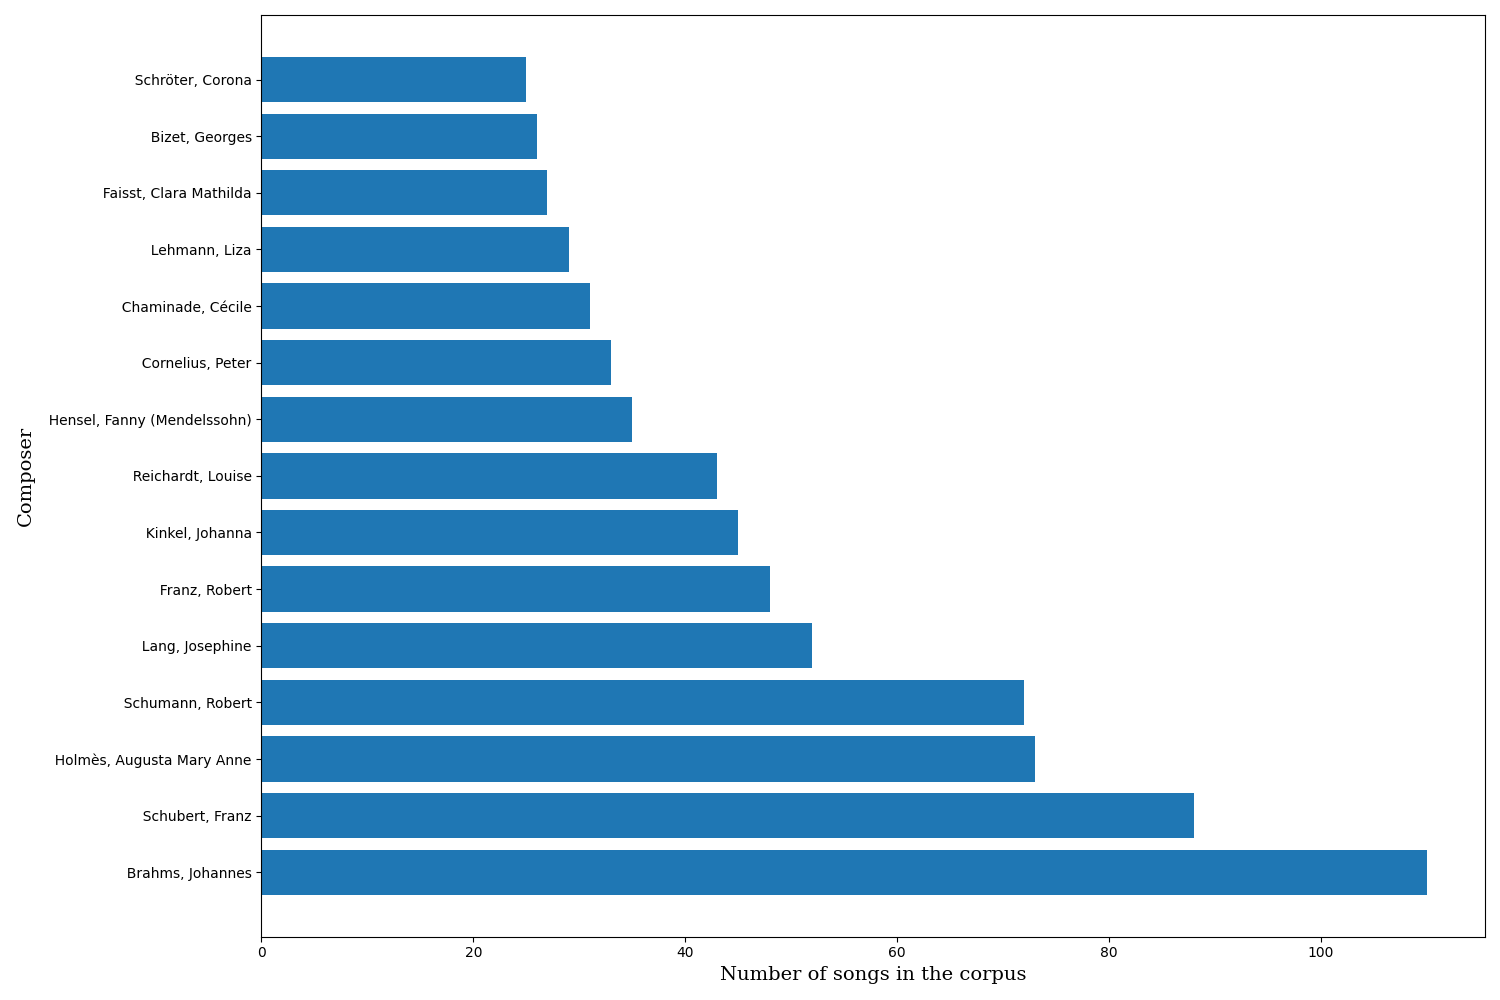 Schröter, Corona
Bizet, Georges
Faisst, Clara Mathilda
Lehmann, Liza
Chaminade, Cécile
Cornelius, Peter
Hensel, Fanny (Mendelssohn)
Reichardt, Louise
Kinkel, Johanna
Franz, Robert
Lang, Josephine
Schumann, Robert
Holmès, Augusta Mary Anne
Schubert, Franz
Brahms, Johannes
Composer
0 20 40 60 80 100
Number of songs in the corpus